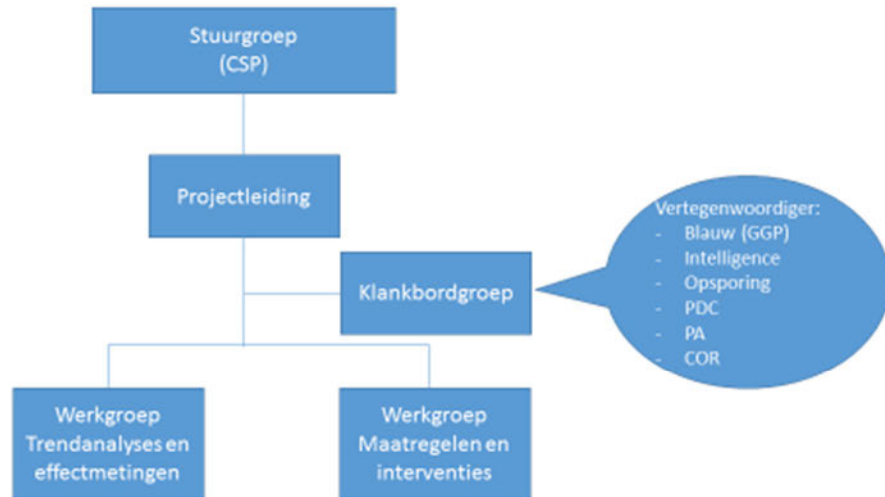 Stuurgroep
(CSP)
Projectleiding
Klankbordgroep
Vertegenwoordiger:
- Blauw (GGP)
- Intelligence
- Opsporing
- PDC
- PA
- COR
Werkgroep
Trendanalyses en
effectmetingen
Werkgroep
Maatregelen en
interventies